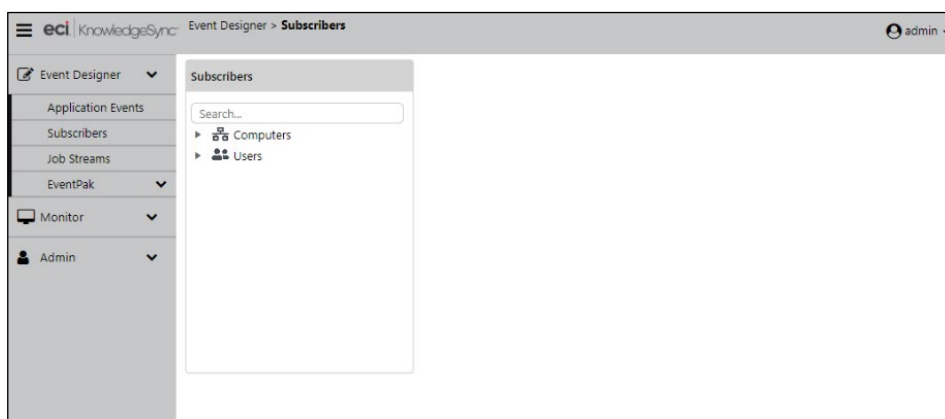 eci KnowledgeSync
Event Designer > Subscribers
admin
Event Designer
Application Events
Subscribers
Job Streams
EventPak
Monitor
Admin
Subscribers
Search...
Computers
Users